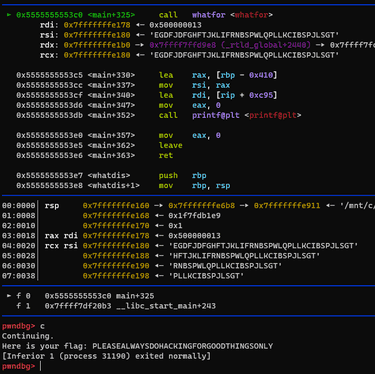 ► 0x5555555553c0 <main+325>    call   whatfor <whatfor>
rdi: 0x7fffffffe178 ← 0x500000013
rsi: 0x7fffffffe180 ← 'EGDFJDFGHFTJKLIFRNBSPWLQPLLKCIBSPJLSGT'
rdx: 0x7fffffffe1b0 → 0x7ffff7ffd9e8 (_rtld_global+2440) → 0x7ffff7fd
rcx: 0x7fffffffe180 ← 'EGDFJDFGHFTJKLIFRNBSPWLQPLLKCIBSPJLSGT'
0x5555555553c5 <main+330>    lea    rax, [rbp - 0x410]
0x5555555553cc <main+337>    mov    rsi, rax
0x5555555553cf <main+340>    lea    rdi, [rip + 0xc95]
0x5555555553d6 <main+347>    mov    eax, 0
0x5555555553db <main+352>    call   printf@plt <printf@plt>
0x5555555553e0 <main+357>    mov    eax, 0
0x5555555553e5 <main+362>    leave
0x5555555553e6 <main+363>    ret
0x5555555553e7 <whatdis>    push   rbp
0x5555555553e8 <whatdis+1>    mov    rbp, rsp
00:0000│ rsp 0x7fffffffe160 → 0x7fffffffe6b8 → 0x7fffffffe911 ← '/mnt/c/
01:0008│ 0x7fffffffe168 ← 0x1f7fdb1e9
02:0010│ 0x7fffffffe170 ← 0x1
03:0018│ rax rdi 0x7fffffffe178 ← 0x500000013
04:0020│ rcx rsi 0x7fffffffe180 ← 'EGDFJDFGHFTJKLIFRNBSPWLQPLLKCIBSPJLSGT'
05:0028│ 0x7fffffffe188 ← 'HFTJKLIFRNBSPWLQPLLKCIBSPJLSGT'
06:0030│ 0x7fffffffe190 ← 'RNBSPWLQPLLKCIBSPJLSGT'
07:0038│ 0x7fffffffe198 ← 'PLLKCIBSPJLSGT'
► f 0 0x5555555553c0 main+325
f 1 0x7ffff7df20b3 __libc_start_main+243
pwndbg> c
Continuing.
Here is your flag: PLEASEALWAYSDOHACKINGFORGOODTHINGSONLY
[Inferior 1 (process 31190) exited normally]
pwndbg>